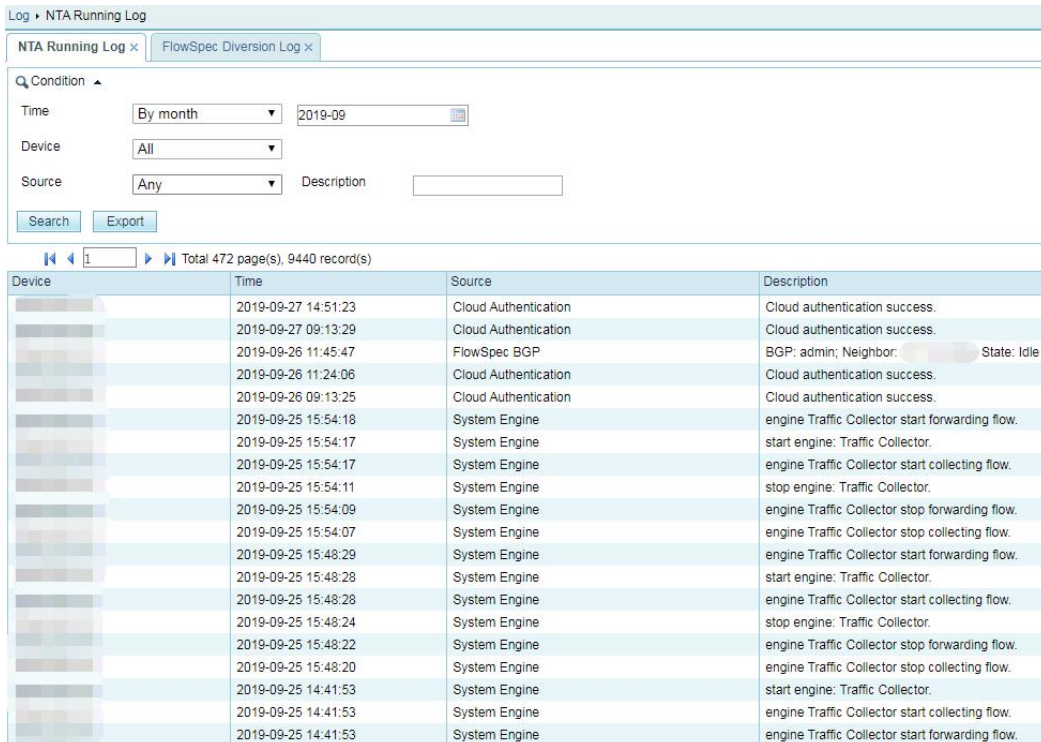 Log ▸ NTA Running Log
NTA Running Log × FlowSpec Diversion Log ×
Condition
Time By month 2019-09
Device All
Source Any Description
Search Export
1 Total 472 page(s), 9440 record(s)
Device Time Source Description
2019-09-27 14:51:23 Cloud Authentication Cloud authentication success.
2019-09-27 09:13:29 Cloud Authentication Cloud authentication success.
2019-09-26 11:45:47 FlowSpec BGP BGP: admin; Neighbor: State: Idle
2019-09-26 11:24:06 Cloud Authentication Cloud authentication success.
2019-09-26 09:13:25 Cloud Authentication Cloud authentication success.
2019-09-25 15:54:18 System Engine engine Traffic Collector start forwarding flow.
2019-09-25 15:54:17 System Engine start engine: Traffic Collector.
2019-09-25 15:54:17 System Engine engine Traffic Collector start collecting flow.
2019-09-25 15:54:11 System Engine stop engine: Traffic Collector.
2019-09-25 15:54:09 System Engine engine Traffic Collector stop forwarding flow.
2019-09-25 15:54:07 System Engine engine Traffic Collector stop collecting flow.
2019-09-25 15:48:29 System Engine engine Traffic Collector start forwarding flow.
2019-09-25 15:48:28 System Engine start engine: Traffic Collector.
2019-09-25 15:48:28 System Engine engine Traffic Collector start collecting flow.
2019-09-25 15:48:24 System Engine stop engine: Traffic Collector.
2019-09-25 15:48:22 System Engine engine Traffic Collector stop forwarding flow.
2019-09-25 15:48:20 System Engine engine Traffic Collector stop collecting flow.
2019-09-25 14:41:53 System Engine start engine: Traffic Collector.
2019-09-25 14:41:53 System Engine engine Traffic Collector start collecting flow.
2019-09-25 14:41:53 System Engine engine Traffic Collector start forwarding flow.